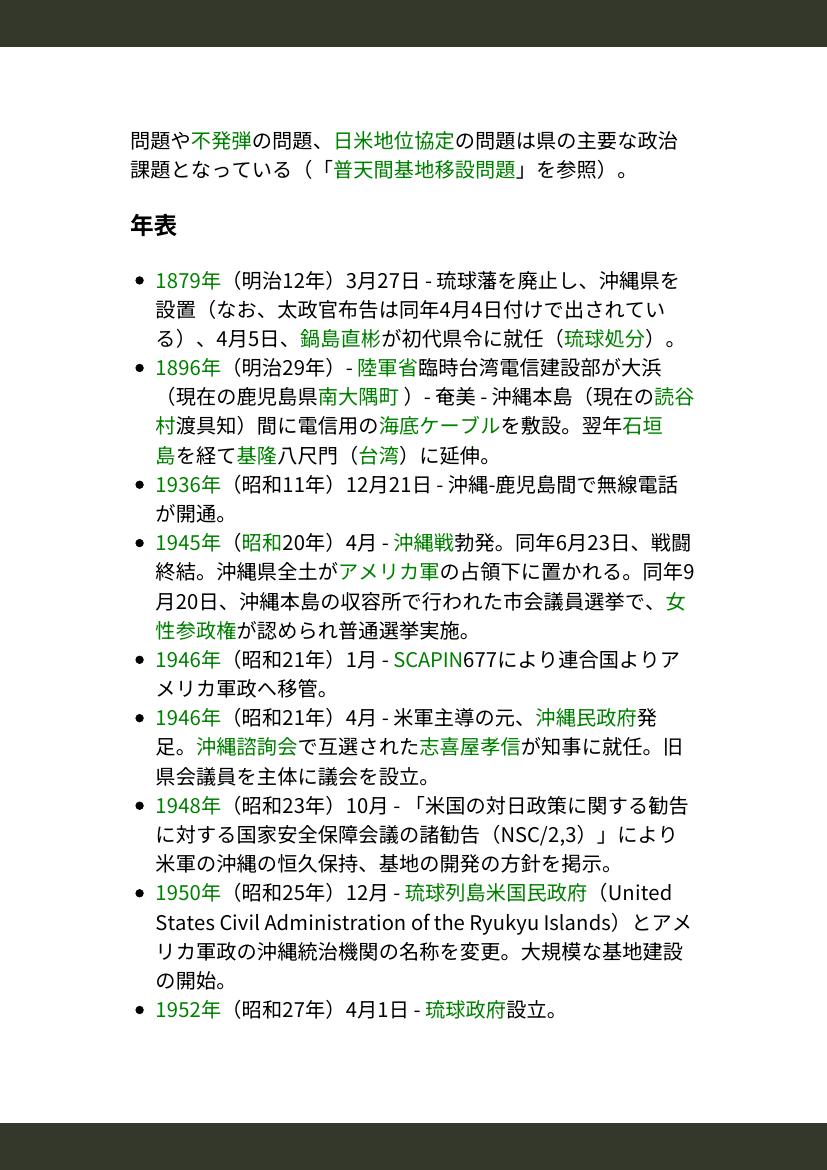 問題や不発弾の問題、日米地位協定の問題は県の主要な政治
課題となっている（「普天間基地移設問題」を参照）。
年表
1879年（明治12年）3月27日 - 琉球藩を廃止し、沖縄県を
設置（なお、太政官布告は同年4月4日付けで出されてい
る）、4月5日、鍋島直彬が初代県令に就任（琉球処分）。
1896年（明治29年）- 陸軍省臨時台湾電信建設部が大浜
（現在の鹿児島県南大隅町 ）- 奄美 - 沖縄本島（現在の読谷
村渡具知）間に電信用の海底ケーブルを敷設。翌年石垣
島を経て基隆八尺門（台湾）に延伸。
1936年（昭和11年）12月21日 - 沖縄-鹿児島間で無線電話
が開通。
1945年（昭和20年）4月 - 沖縄戦勃発。同年6月23日、戦闘
終結。沖縄県全土がアメリカ軍の占領下に置かれる。同年9
月20日、沖縄本島の収容所で行われた市会議員選挙で、女
性参政権が認められ普通選挙実施。
1946年（昭和21年）1月 - SCAPIN677により連合国よりア
メリカ軍政へ移管。
1946年（昭和21年）4月 - 米軍主導の元、沖縄民政府発
足。沖縄諮詢会で互選された志喜屋孝信が知事に就任。旧
県会議員を主体に議会を設立。
1948年（昭和23年）10月 - 「米国の対日政策に関する勧告
に対する国家安全保障会議の諸勧告（NSC/2,3）」により
米軍の沖縄の恒久保持、基地の開発の方針を掲示。
1950年（昭和25年）12月 - 琉球列島米国民政府（United
States Civil Administration of the Ryukyu Islands）とアメ
リカ軍政の沖縄統治機関の名称を変更。大規模な基地建設
の開始。
1952年（昭和27年）4月1日 - 琉球政府設立。